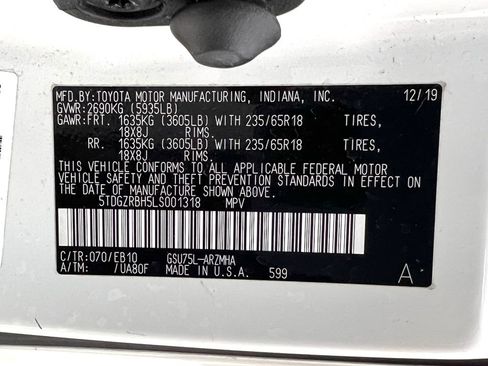 MFD.BY:TOYOTA MOTOR MANUFACTURING, INDIANA, INC. 12/19
GVWR:2690KG (5935LB)
GAWR:FRT. 1635KG (3605LB) WITH 235/65R18 TIRES,
18X8J RIMS.
RR. 1635KG (3605LB) WITH 235/65R18 TIRES,
18X8J RIMS.
THIS VEHICLE CONFORMS TO ALL APPLICABLE FEDERAL MOTOR
VEHICLE SAFETY AND THEFT PREVENTION STANDARDS IN EFFECT
ON THE DATE OF MANUFACTURE SHOWN ABOVE.
5TDGZRBH5LS001318 MPV
C/TR:070/EB10 GSU75L-ARZMHA
A/TM: /UA80F MADE IN U.S.A. 599 A